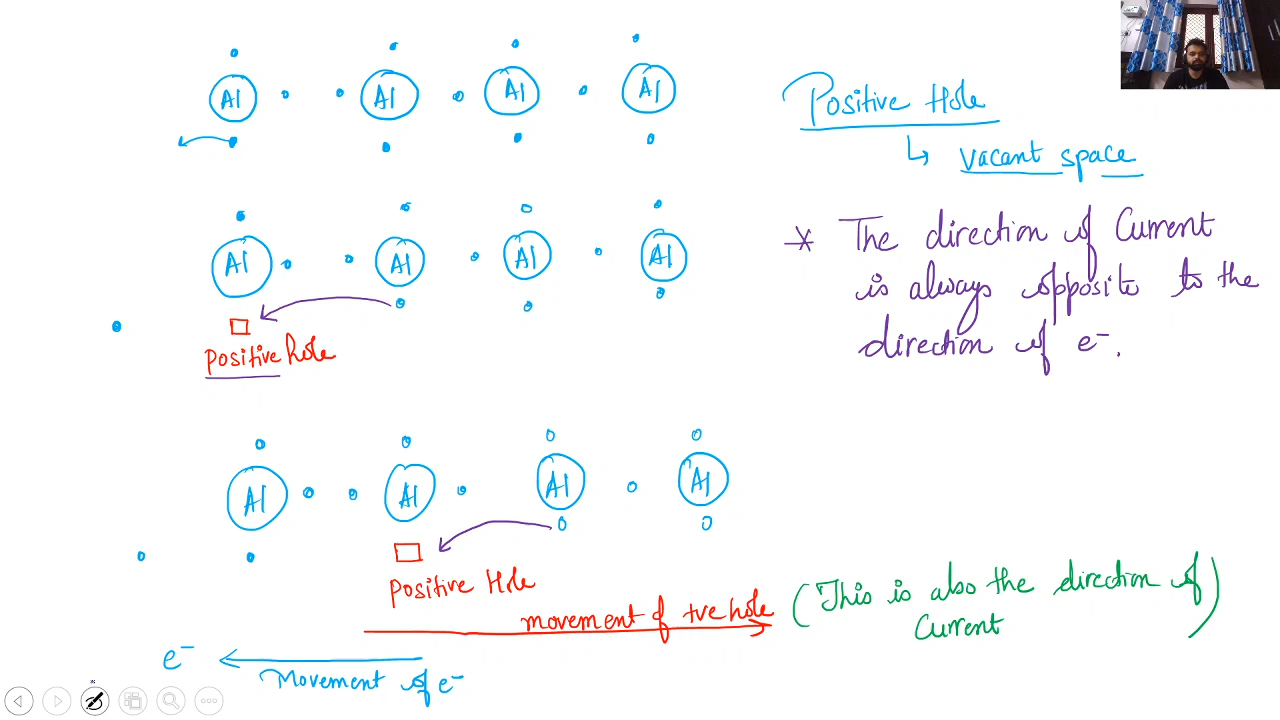 Al Al Al Al
Positive Hole
↳ vacant space
Al Al Al Al
* The direction of Current
is always opposite to the
direction of e⁻.
positive hole
Al Al Al Al
Positive Hole
movement of +ve hole
(This is also the direction of
Current)
e⁻
Movement of e⁻